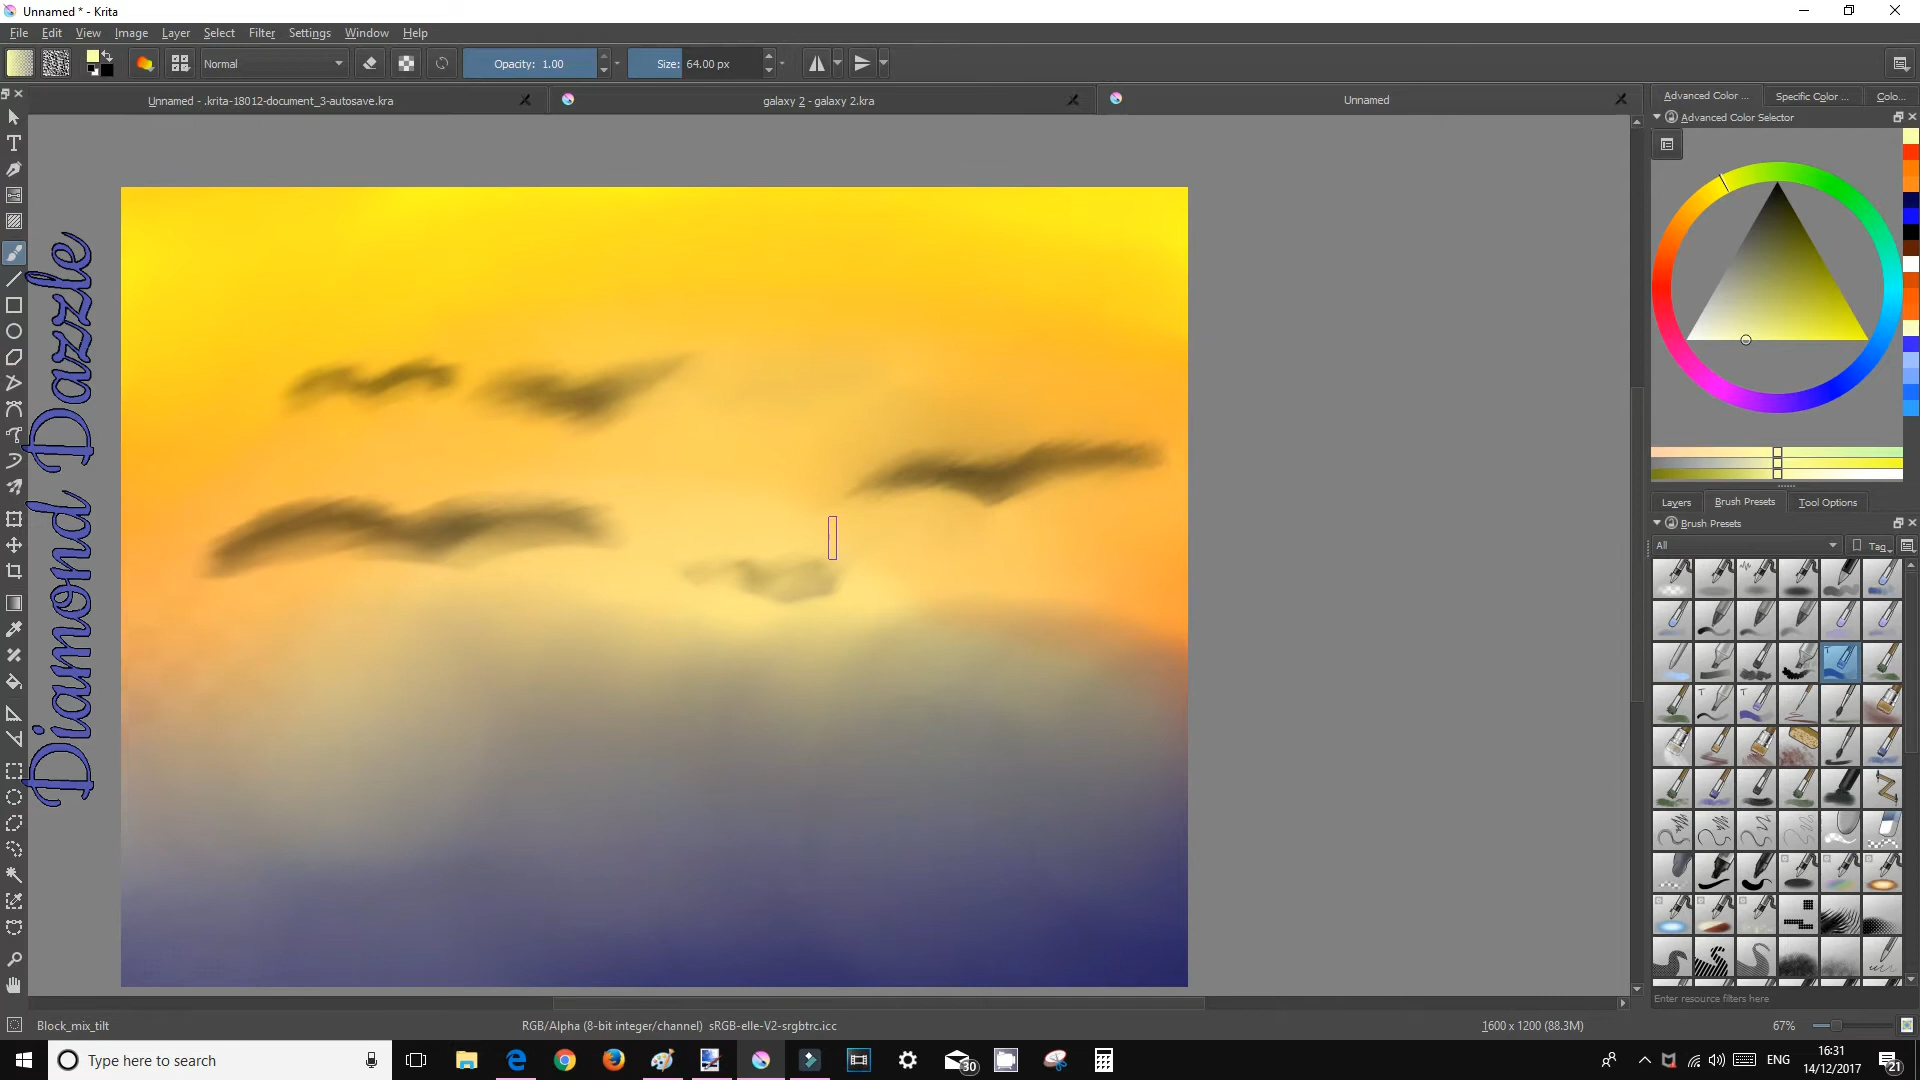 Unnamed * - Krita
File Edit View Image Layer Select Filter Settings Window Help
Normal Opacity: 1.00 Size: 64.00 px
Unnamed - .krita-18012-document_3-autosave.kra galaxy 2 - galaxy 2.kra Unnamed
Advanced Color ... Specific Color ... Colo...
Advanced Color Selector
Diamond Dazzle
Layers Brush Presets Tool Options
Brush Presets
All Tag
Enter resource filters here
Block_mix_tilt RGB/Alpha (8-bit integer/channel) sRGB-elle-V2-srgbtrc.icc 1600 x 1200 (88.3M) 67%
Type here to search 30 ENG 16:31
14/12/2017 21